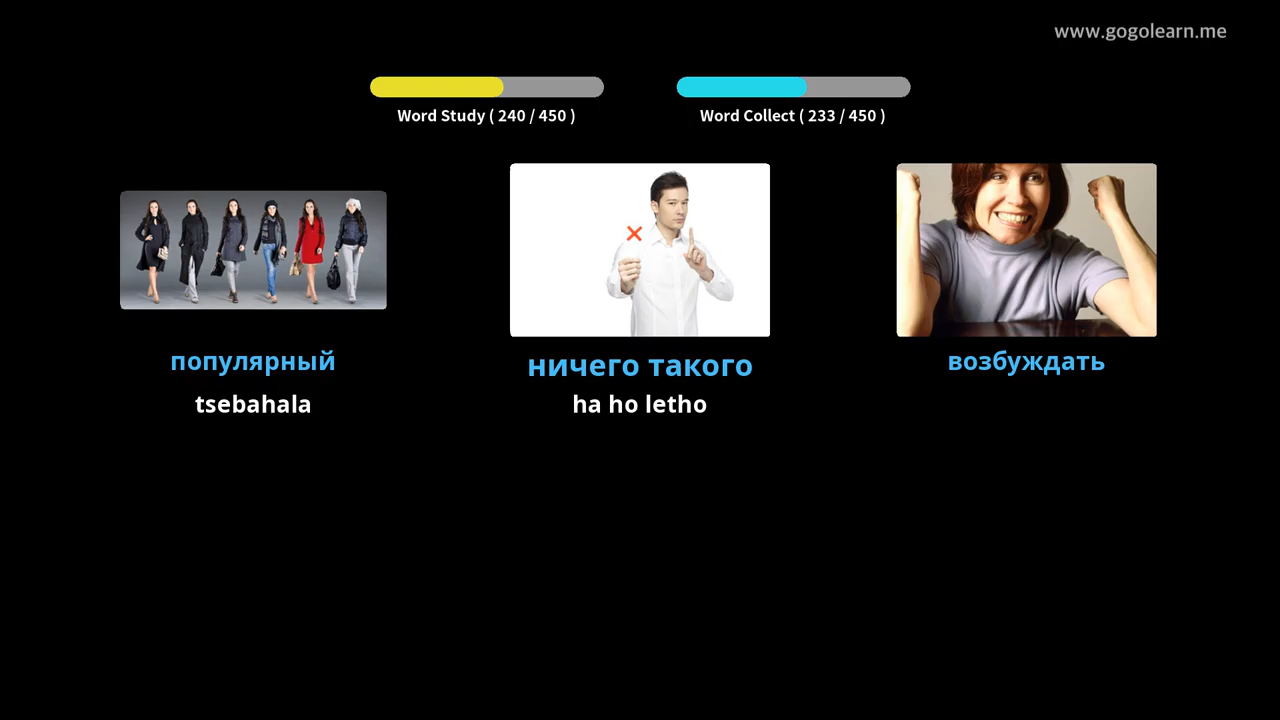 www.gogolearn.me
Word Study ( 240 / 450 )
Word Collect ( 233 / 450 )
популярный
ничего такого
возбуждать
tsebahala
ha ho letho